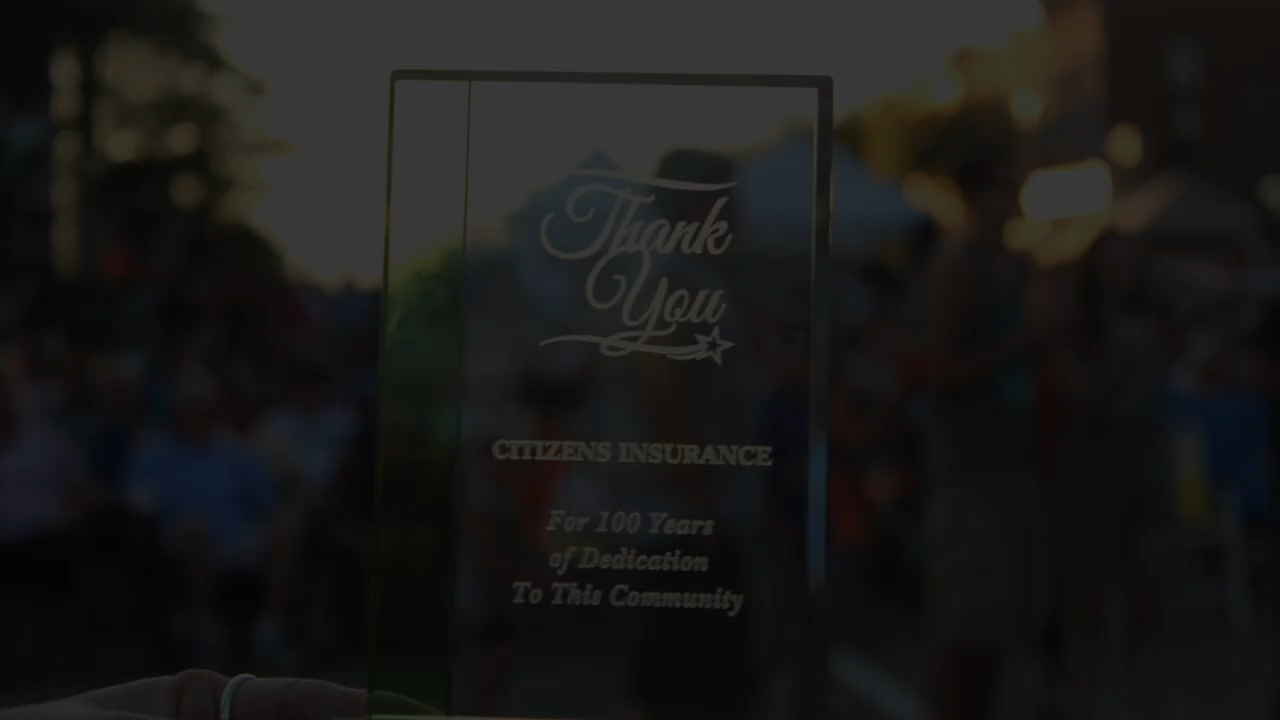 Thank
You
CITIZENS INSURANCE
For 100 Years
of Dedication
To This Community